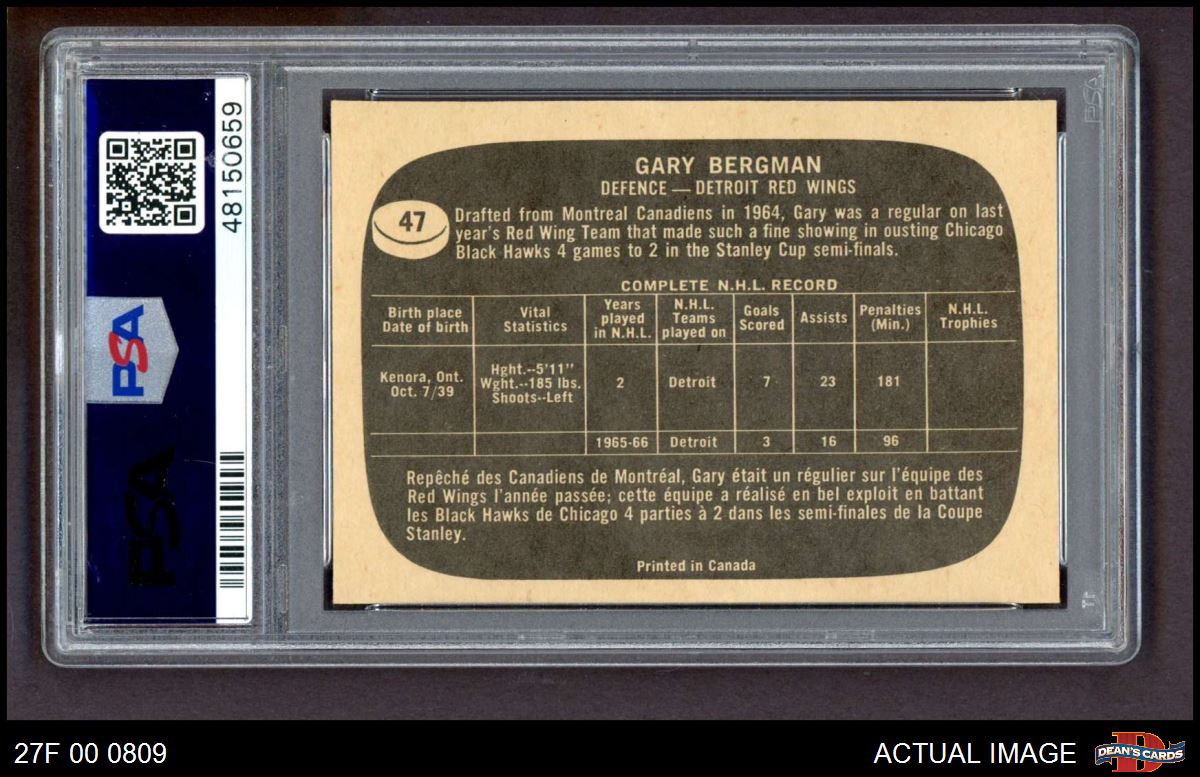 48150659
PSA
PSA
PSA
GARY BERGMAN
DEFENCE — DETROIT RED WINGS
47
Drafted from Montreal Canadiens in 1964, Gary was a regular on last
year's Red Wing Team that made such a fine showing in ousting Chicago
Black Hawks 4 games to 2 in the Stanley Cup semi-finals.
COMPLETE N.H.L. RECORD
Birth place
Date of birth
Vital
Statistics
Years
played
in N.H.L.
N.H.L.
Teams
played on
Goals
Scored
Assists
Penalties
(Min.)
N.H.L.
Trophies
Kenora, Ont.
Oct. 7/39
Hght.--5'11"
Wght.--185 lbs.
Shoots--Left
2
Detroit
7
23
181
1965-66
Detroit
3
16
96
Repêché des Canadiens de Montréal, Gary était un régulier sur l'équipe des
Red Wings l'année passée; cette équipe a réalisé en bel exploit en battant
les Black Hawks de Chicago 4 parties à 2 dans les semi-finales de la Coupe
Stanley.
Printed in Canada
27F 00 0809
ACTUAL IMAGE
DEAN'S CARDS